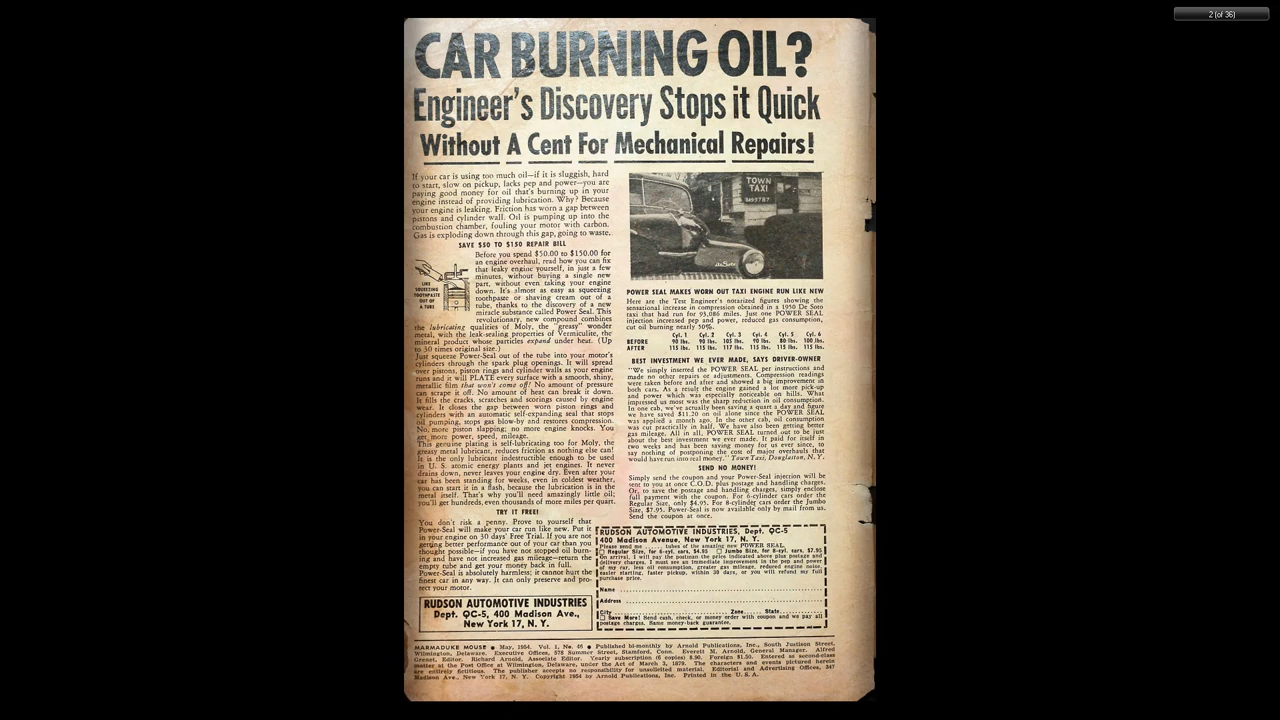 2 (of 36)
CAR BURNING OIL?
Engineer's Discovery Stops it Quick
Without A Cent For Mechanical Repairs!
If your car is using too much oil—if it is sluggish, hard
to start, slow on pickup, lacks pep and power—you are
paying good money for oil that's burning up in your
engine instead of providing lubrication. Why? Because
your engine is leaking. Friction has worn a gap between
pistons and cylinder wall. Oil is pumping up into the
combustion chamber, fouling your motor with carbon.
Gas is exploding down through this gap, going to waste.
SAVE $50 TO $150 REPAIR BILL
Before you spend $50.00 to $150.00 for
an engine overhaul, read how you can fix
that leaky engine yourself, in just a few
minutes, without buying a single new
part, without even taking your engine
down. It's almost as easy as squeezing
toothpaste or shaving cream out of a
tube, thanks to the discovery of a new
miracle substance called Power Seal. This
revolutionary, new compound combines
LIKE
SQUEEZING
TOOTHPASTE
OUT OF
A TUBE
the lubricating qualities of Moly, the "greasy" wonder
metal, with the leak-sealing properties of Vermiculite, the
mineral product whose particles expand under heat. (Up
to 30 times original size.)
Just squeeze Power-Seal out of the tube into your motor's
cylinders through the spark plug openings. It will spread
over pistons, piston rings and cylinder walls as your engine
runs and it will PLATE every surface with a smooth, shiny,
metallic film that won't come off! No amount of pressure
can scrape it off. No amount of heat can break it down.
It fills the cracks, scratches and scorings caused by engine
wear. It closes the gap between worn piston rings and
cylinders with an automatic self-expanding seal that stops
oil pumping, stops gas blow-by and restores compression.
No more piston slapping; no more engine knocks. You
get more power, speed, mileage.
This genuine plating is self-lubricating too for Moly, the
greasy metal lubricant, reduces friction as nothing else can!
It is the only lubricant indestructible enough to be used
in U. S. atomic energy plants and jet engines. It never
drains down, never leaves your engine dry. Even after your
car has been standing for weeks, even in coldest weather,
you can start it in a flash, because the lubrication is in the
metal itself. That's why you'll need amazingly little oil;
you'll get hundreds, even thousands of more miles per quart.
TRY IT FREE!
You don't risk a penny. Prove to yourself that
Power-Seal will make your car run like new. Put it
in your engine on 30 days' Free Trial. If you are not
getting better performance out of your car than you
thought possible—if you have not stopped oil burn-
ing and have not increased gas mileage—return the
empty tube and get your money back in full.
Power-Seal is absolutely harmless; it cannot hurt the
finest car in any way. It can only preserve and pro-
tect your motor.
RUDSON AUTOMOTIVE INDUSTRIES
Dept. QC-5, 400 Madison Ave.,
New York 17, N. Y.
TOWN
TAXI
DeSoto
POWER SEAL MAKES WORN OUT TAXI ENGINE RUN LIKE NEW
Here are the Test Engineer's notarized figures showing the
sensational increase in compression obtained in a 1950 De Soto
taxi that had run for 93,086 miles. Just one POWER SEAL
injection increased pep and power, reduced gas consumption,
cut oil burning nearly 50%.
Cyl. 1 Cyl. 2 Cyl. 3 Cyl. 4 Cyl. 5 Cyl. 6
BEFORE 90 lbs. 90 lbs. 105 lbs. 90 lbs. 80 lbs. 100 lbs.
AFTER 115 lbs. 115 lbs. 117 lbs. 115 lbs. 115 lbs. 115 lbs.
BEST INVESTMENT WE EVER MADE, SAYS DRIVER-OWNER
"We simply inserted the POWER SEAL per instructions and
made no other repairs or adjustments. Compression readings
were taken before and after and showed a big improvement in
both cars. As a result the engine gained a lot more pick-up
and power which was especially noticeable on hills. What
impressed us most was the sharp reduction in oil consumption.
In one cab, we've actually been saving a quart a day and figure
we have saved $11.20 on oil alone since the POWER SEAL
was applied a month ago. In the other cab, oil consumption
was cut practically in half. We have also been getting better
gas mileage. All in all, POWER SEAL turned out to be just
about the best investment we ever made. It paid for itself in
two weeks and has been saving money for us ever since, to
say nothing of postponing the cost of major overhauls that
would have run into real money." Town Taxi, Douglaston, N. Y.
SEND NO MONEY!
Simply send the coupon and your Power-Seal injection will be
sent to you at once C.O.D. plus postage and handling charges.
Or, to save the postage and handling charges, simply enclose
full payment with the coupon. For 6-cylinder cars order the
Regular Size, only $4.95. For 8-cylinder cars order the Jumbo
Size, $7.95. Power-Seal is now available only by mail from us.
Send the coupon at once.
RUDSON AUTOMOTIVE INDUSTRIES, Dept. QC-5
400 Madison Avenue, New York 17, N. Y.
Please send me ...... tubes of the amazing new POWER SEAL
Regular Size, for 6-cyl. cars, $4.95 Jumbo Size, for 8-cyl. cars, $7.95
On arrival, I will pay the postman the price indicated above plus postage and
delivery charges. I must see an immediate improvement in the pep and power
of my car, less oil consumption, greater gas mileage, reduced engine noise,
easier starting, faster pickup, within 30 days, or you will refund my full
purchase price.
Name
Address
City Zone State
Save More! Send cash, check, or money order with coupon and we pay all
postage charges. Same money-back guarantee.
MARMADUKE MOUSE ● May, 1954. Vol. 1, No. 46 ● Published bi-monthly by Arnold Publications, Inc., South Justison Street,
Wilmington, Delaware. Executive Offices, 578 Summer Street, Stamford, Conn. Everett M. Arnold, General Manager. Alfred
Grenet, Editor. Richard Arnold, Associate Editor. Yearly subscription (6 copies) $.90. Foreign $1.50. Entered as second-class
matter at the Post Office at Wilmington, Delaware, under the Act of March 3, 1879. The characters and events pictured herein
are entirely fictitious. The publisher accepts no responsibility for unsolicited material. Editorial and Advertising Offices, 347
Madison Ave., New York 17, N. Y. Copyright 1954 by Arnold Publications, Inc. Printed in the U. S. A.